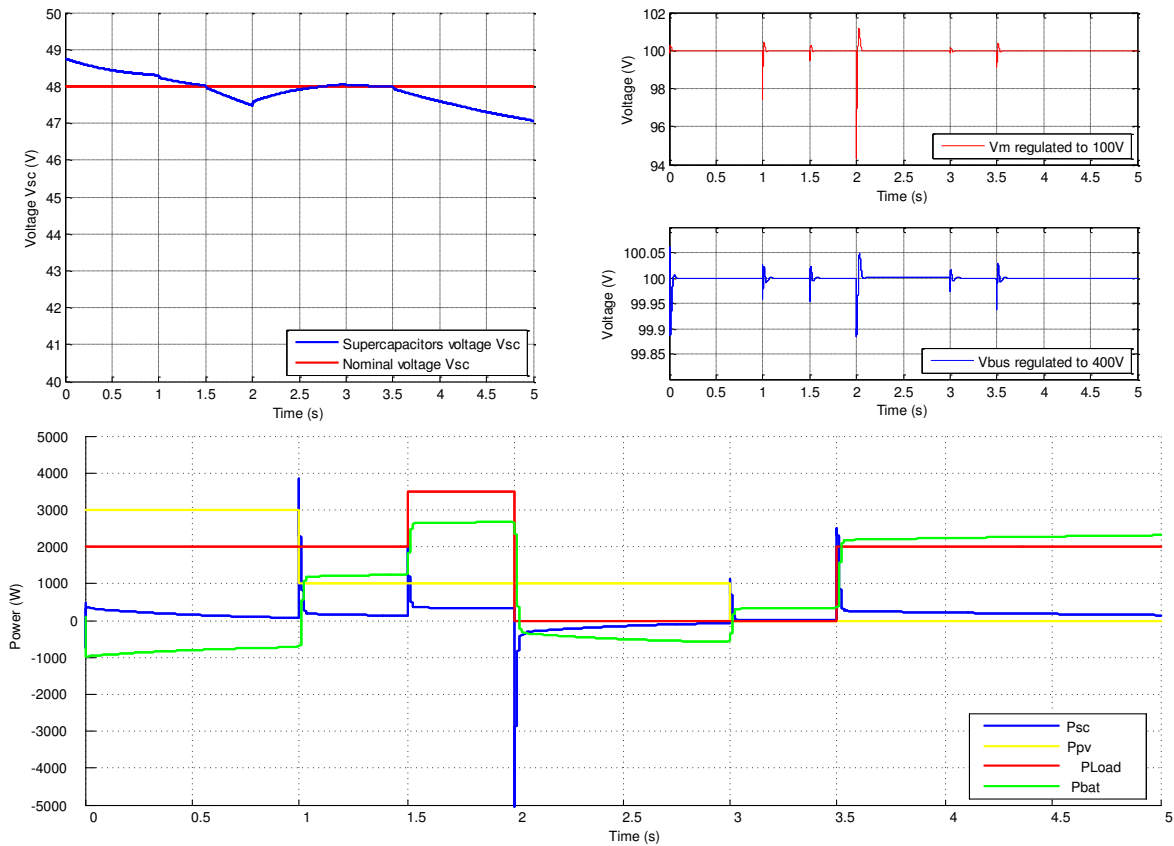 50
49
48
47
46
45
44
43
42
41
40
Voltage Vsc (V)
0 0.5 1 1.5 2 2.5 3 3.5 4 4.5 5
Time (s)
Supercapacitors voltage Vsc
Nominal voltage Vsc
102
100
98
96
94
Voltage (V)
0 0.5 1 1.5 2 2.5 3 3.5 4 4.5 5
Time (s)
Vm regulated to 100V
100.05
100
99.95
99.9
99.85
Voltage (V)
0 0.5 1 1.5 2 2.5 3 3.5 4 4.5 5
Time (s)
Vbus regulated to 400V
5000
4000
3000
2000
1000
0
-1000
-2000
-3000
-4000
-5000
Power (W)
0 0.5 1 1.5 2 2.5 3 3.5 4 4.5 5
Time (s)
Psc
Ppv
PLoad
Pbat